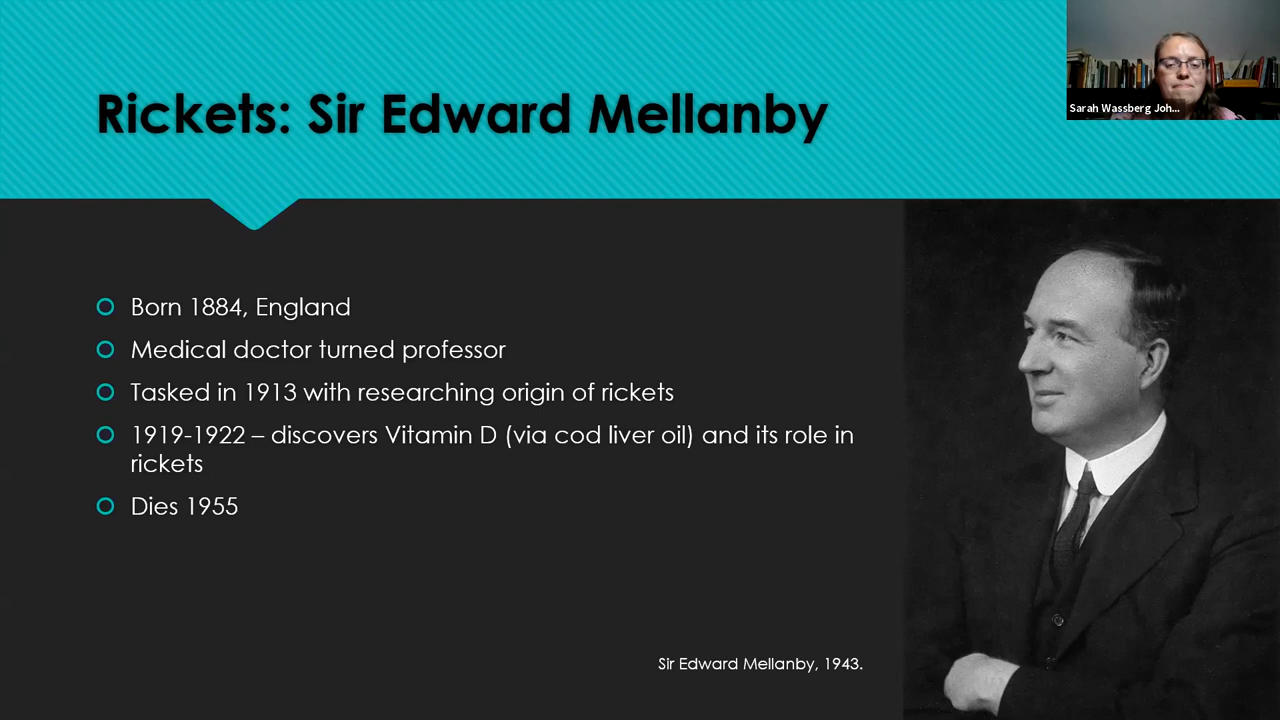 Rickets: Sir Edward Mellanby
Sarah Wassberg Joh...
Born 1884, England
Medical doctor turned professor
Tasked in 1913 with researching origin of rickets
1919-1922 – discovers Vitamin D (via cod liver oil) and its role in
rickets
Dies 1955
Sir Edward Mellanby, 1943.